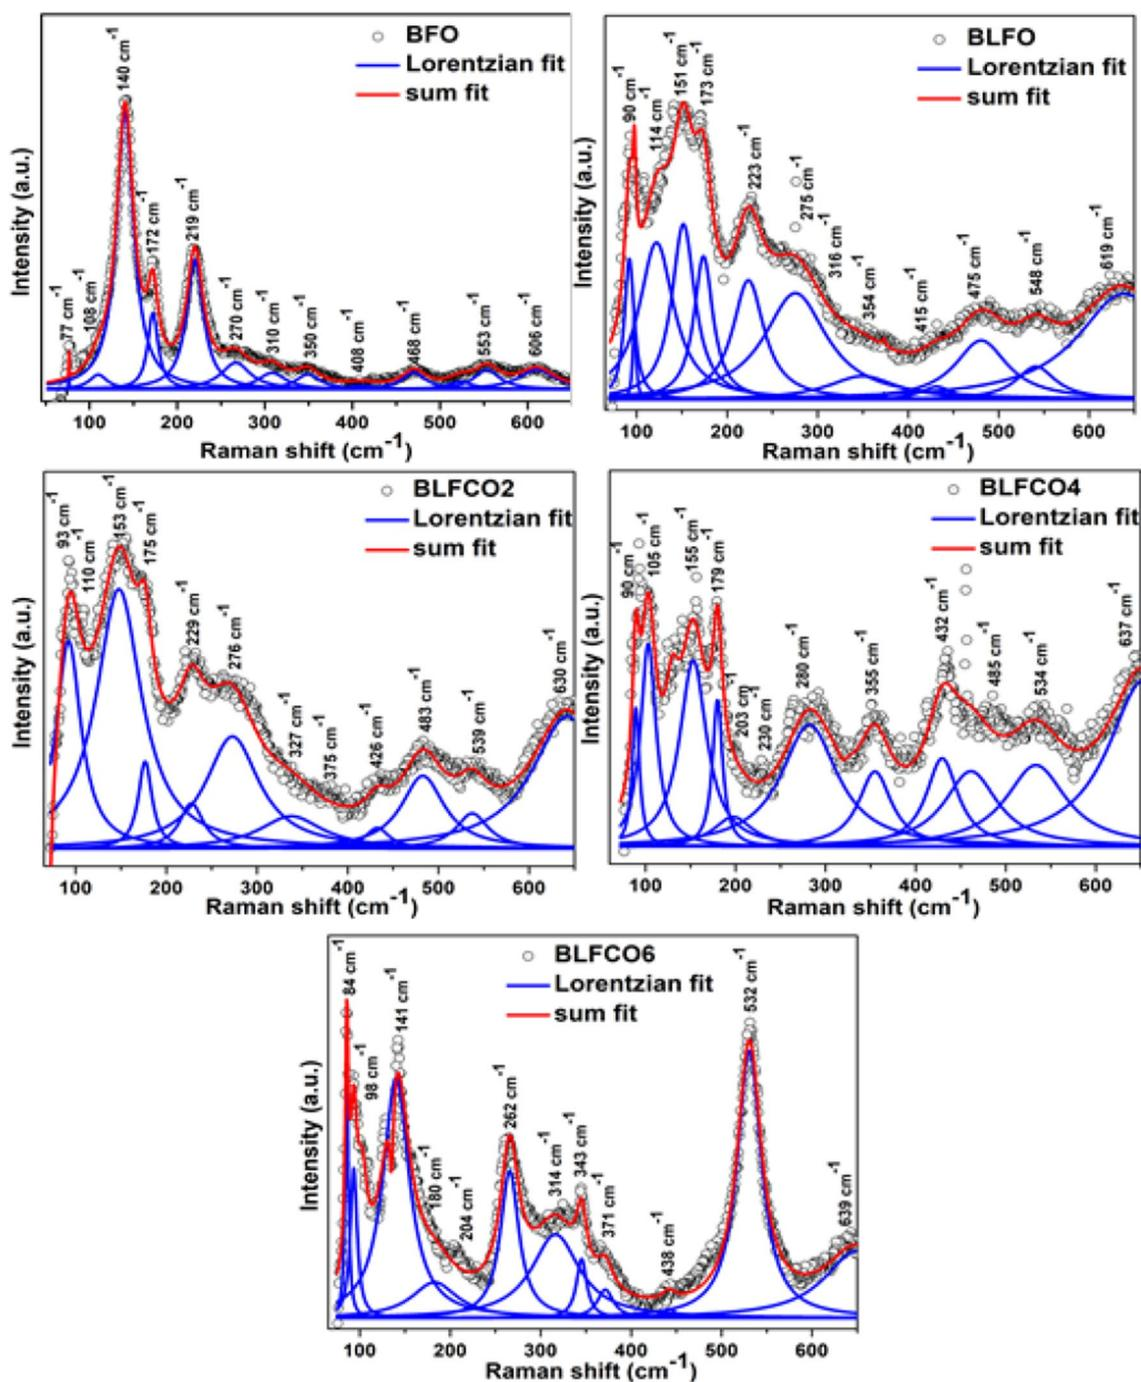 BFO
Lorentzian fit
sum fit
77 cm⁻¹
108 cm⁻¹
140 cm⁻¹
172 cm⁻¹
219 cm⁻¹
270 cm⁻¹
310 cm⁻¹
350 cm⁻¹
408 cm⁻¹
468 cm⁻¹
553 cm⁻¹
606 cm⁻¹
Intensity (a.u.)
100 200 300 400 500 600
Raman shift (cm⁻¹)
BLFO
Lorentzian fit
sum fit
90 cm⁻¹
114 cm⁻¹
151 cm⁻¹
173 cm⁻¹
223 cm⁻¹
275 cm⁻¹
316 cm⁻¹
354 cm⁻¹
415 cm⁻¹
475 cm⁻¹
548 cm⁻¹
619 cm⁻¹
Intensity (a.u.)
100 200 300 400 500 600
Raman shift (cm⁻¹)
BLFCO2
Lorentzian fit
sum fit
93 cm⁻¹
110 cm⁻¹
153 cm⁻¹
175 cm⁻¹
229 cm⁻¹
276 cm⁻¹
327 cm⁻¹
375 cm⁻¹
426 cm⁻¹
483 cm⁻¹
539 cm⁻¹
630 cm⁻¹
Intensity (a.u.)
100 200 300 400 500 600
Raman shift (cm⁻¹)
BLFCO4
Lorentzian fit
sum fit
90 cm⁻¹
105 cm⁻¹
155 cm⁻¹
179 cm⁻¹
203 cm⁻¹
230 cm⁻¹
280 cm⁻¹
355 cm⁻¹
432 cm⁻¹
485 cm⁻¹
534 cm⁻¹
637 cm⁻¹
Intensity (a.u.)
100 200 300 400 500 600
Raman shift (cm⁻¹)
BLFCO6
Lorentzian fit
sum fit
84 cm⁻¹
98 cm⁻¹
141 cm⁻¹
180 cm⁻¹
204 cm⁻¹
262 cm⁻¹
314 cm⁻¹
343 cm⁻¹
371 cm⁻¹
438 cm⁻¹
532 cm⁻¹
639 cm⁻¹
Intensity (a.u.)
100 200 300 400 500 600
Raman shift (cm⁻¹)